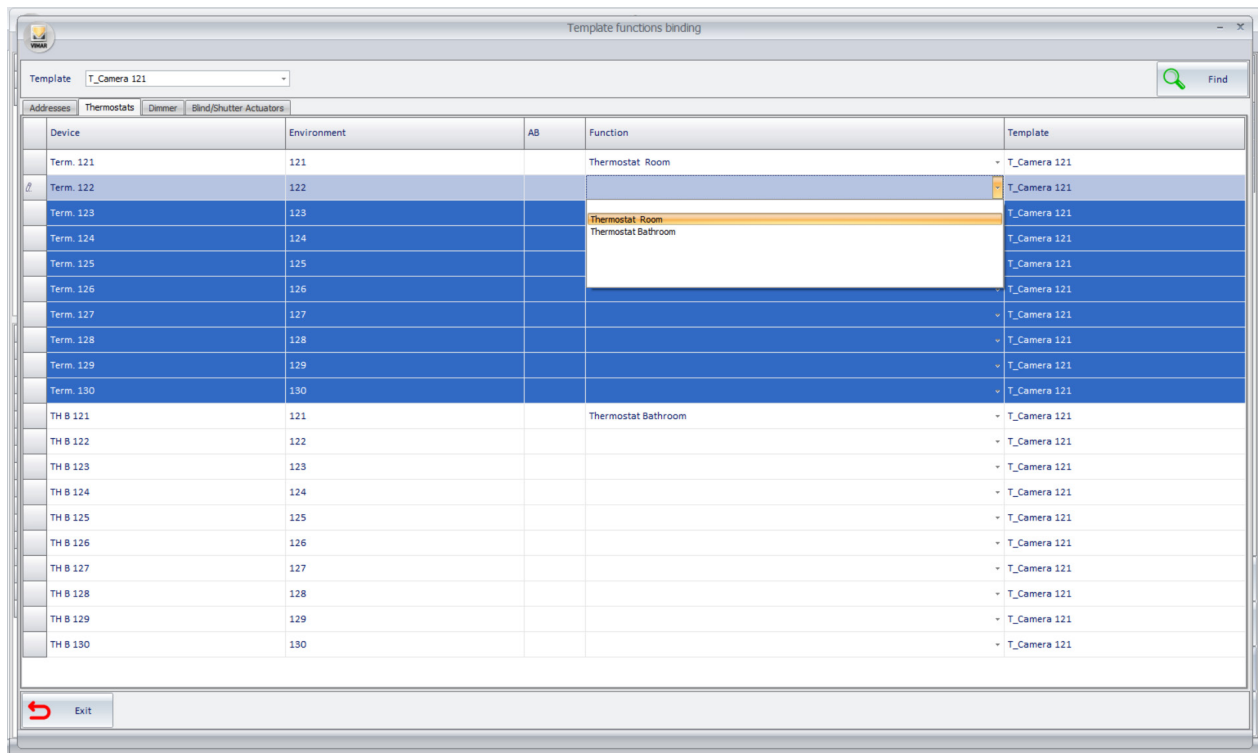 Template functions binding
VIMAR
Template T_Camera 121 Find
Addresses Thermostats Dimmer Blind/Shutter Actuators
Device Environment AB Function Template
Term. 121 121 Thermostat Room T_Camera 121
Term. 122 122 T_Camera 121
Term. 123 123 T_Camera 121
Thermostat Room
Thermostat Bathroom
Term. 124 124 T_Camera 121
Term. 125 125 T_Camera 121
Term. 126 126 T_Camera 121
Term. 127 127 T_Camera 121
Term. 128 128 T_Camera 121
Term. 129 129 T_Camera 121
Term. 130 130 T_Camera 121
TH B 121 121 Thermostat Bathroom T_Camera 121
TH B 122 122 T_Camera 121
TH B 123 123 T_Camera 121
TH B 124 124 T_Camera 121
TH B 125 125 T_Camera 121
TH B 126 126 T_Camera 121
TH B 127 127 T_Camera 121
TH B 128 128 T_Camera 121
TH B 129 129 T_Camera 121
TH B 130 130 T_Camera 121
Exit